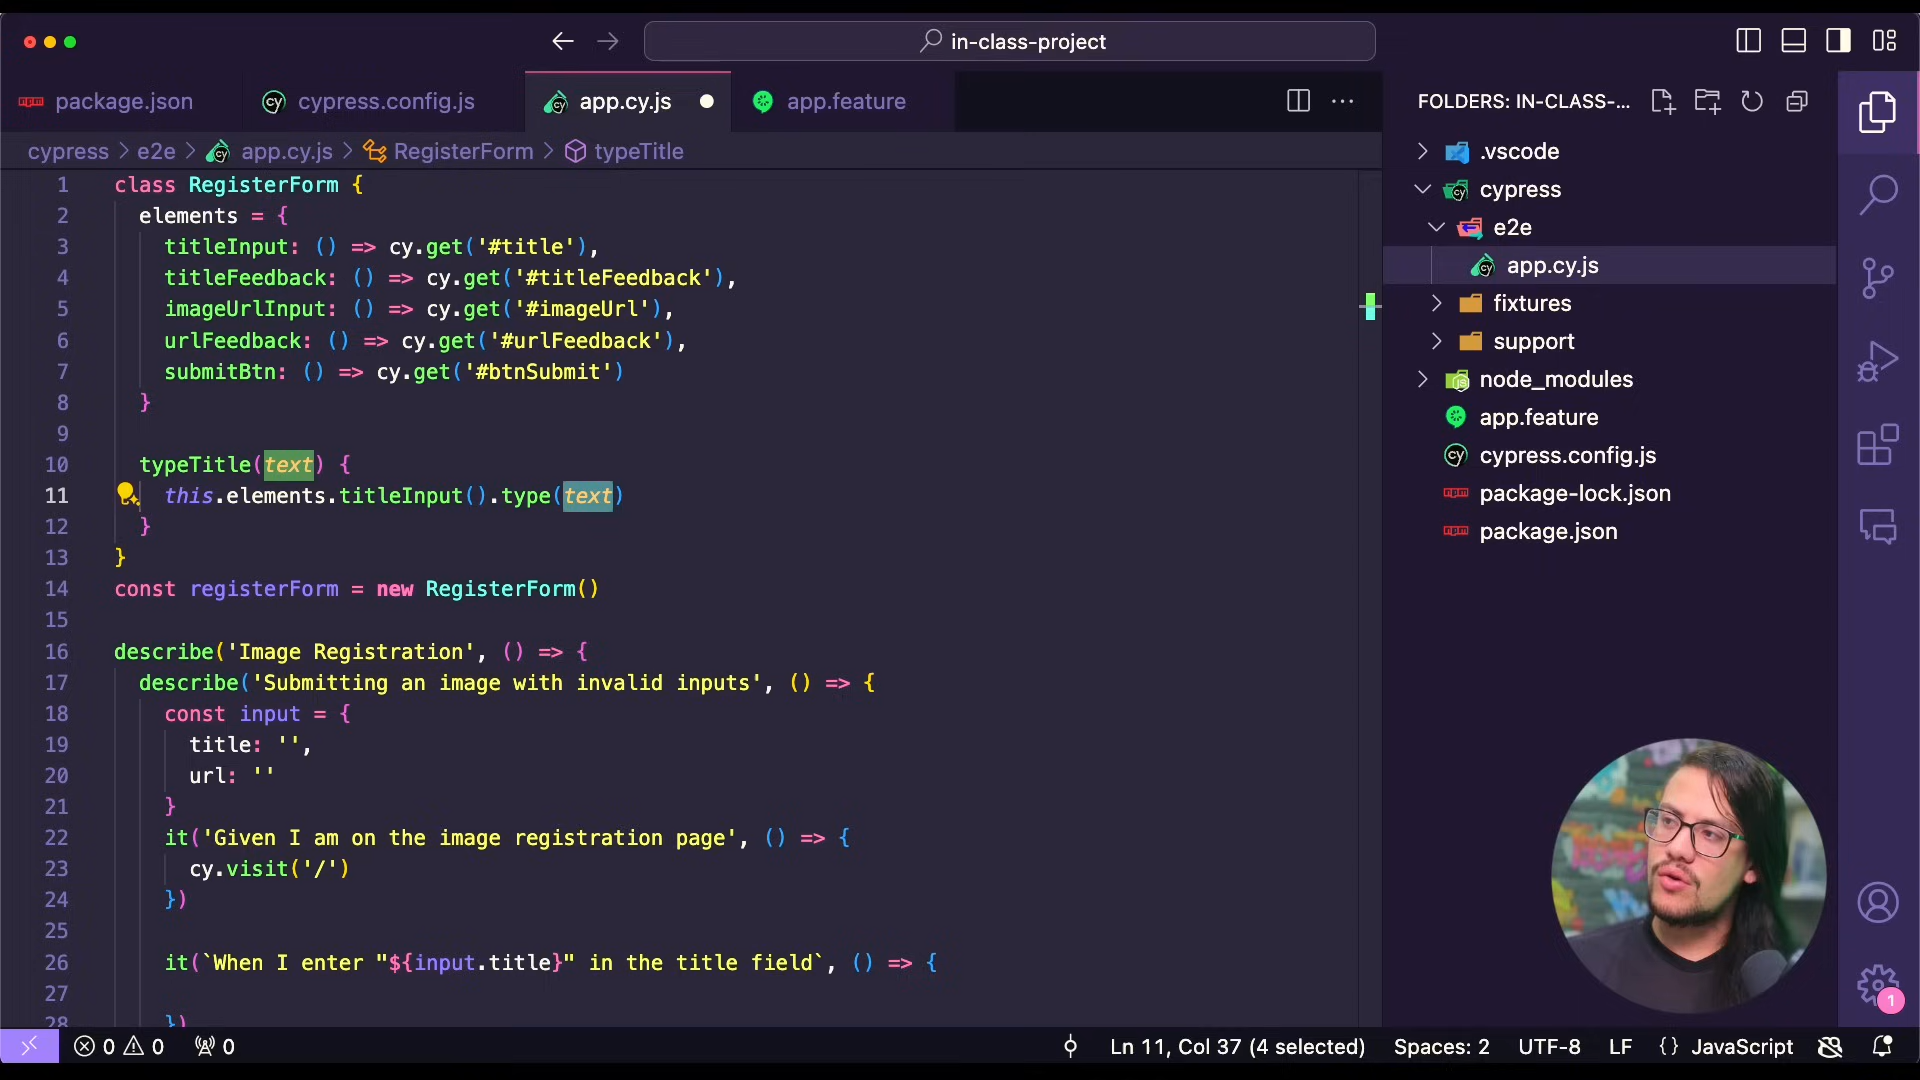 in-class-project
package.json
cypress.config.js
app.cy.js
app.feature
FOLDERS: IN-CLASS-...
cypress > e2e > app.cy.js > RegisterForm > typeTitle
1 class RegisterForm {
2 elements = {
3 titleInput: () => cy.get('#title'),
4 titleFeedback: () => cy.get('#titleFeedback'),
5 imageUrlInput: () => cy.get('#imageUrl'),
6 urlFeedback: () => cy.get('#urlFeedback'),
7 submitBtn: () => cy.get('#btnSubmit')
8 }
9
10 typeTitle(text) {
11 this.elements.titleInput().type(text)
12 }
13 }
14 const registerForm = new RegisterForm()
15
16 describe('Image Registration', () => {
17 describe('Submitting an image with invalid inputs', () => {
18 const input = {
19 title: '',
20 url: ''
21 }
22 it('Given I am on the image registration page', () => {
23 cy.visit('/')
24 })
25
26 it(`When I enter "${input.title}" in the title field`, () => {
27
28 })
.vscode
cypress
e2e
app.cy.js
fixtures
support
node_modules
app.feature
cypress.config.js
package-lock.json
package.json
1
0 0 0
Ln 11, Col 37 (4 selected)
Spaces: 2
UTF-8
LF
{} JavaScript